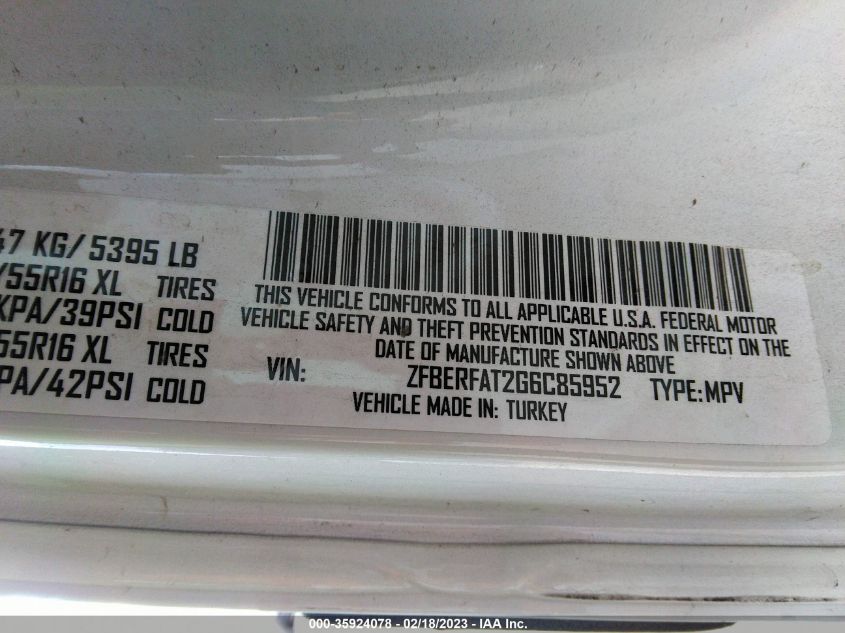 47 KG/ 5395 LB
/55R16 XL TIRES
KPA/39PSI COLD
55R16 XL TIRES
PA/42PSI COLD
THIS VEHICLE CONFORMS TO ALL APPLICABLE U.S.A. FEDERAL MOTOR
VEHICLE SAFETY AND THEFT PREVENTION STANDARDS IN EFFECT ON THE
DATE OF MANUFACTURE SHOWN ABOVE
VIN: ZFBERFAT2G6C85952 TYPE: MPV
VEHICLE MADE IN: TURKEY
000-35924078 - 02/18/2023 - IAA Inc.